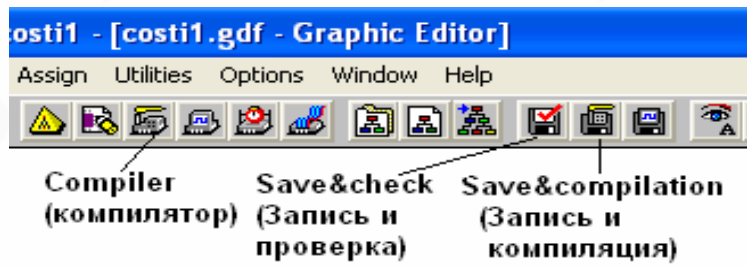 costi1 - [costi1.gdf - Graphic Editor]
Assign Utilities Options Window Help
A
Compiler Save&check Save&compilation
(компилятор) (Запись и (Запись и
проверка) компиляция)